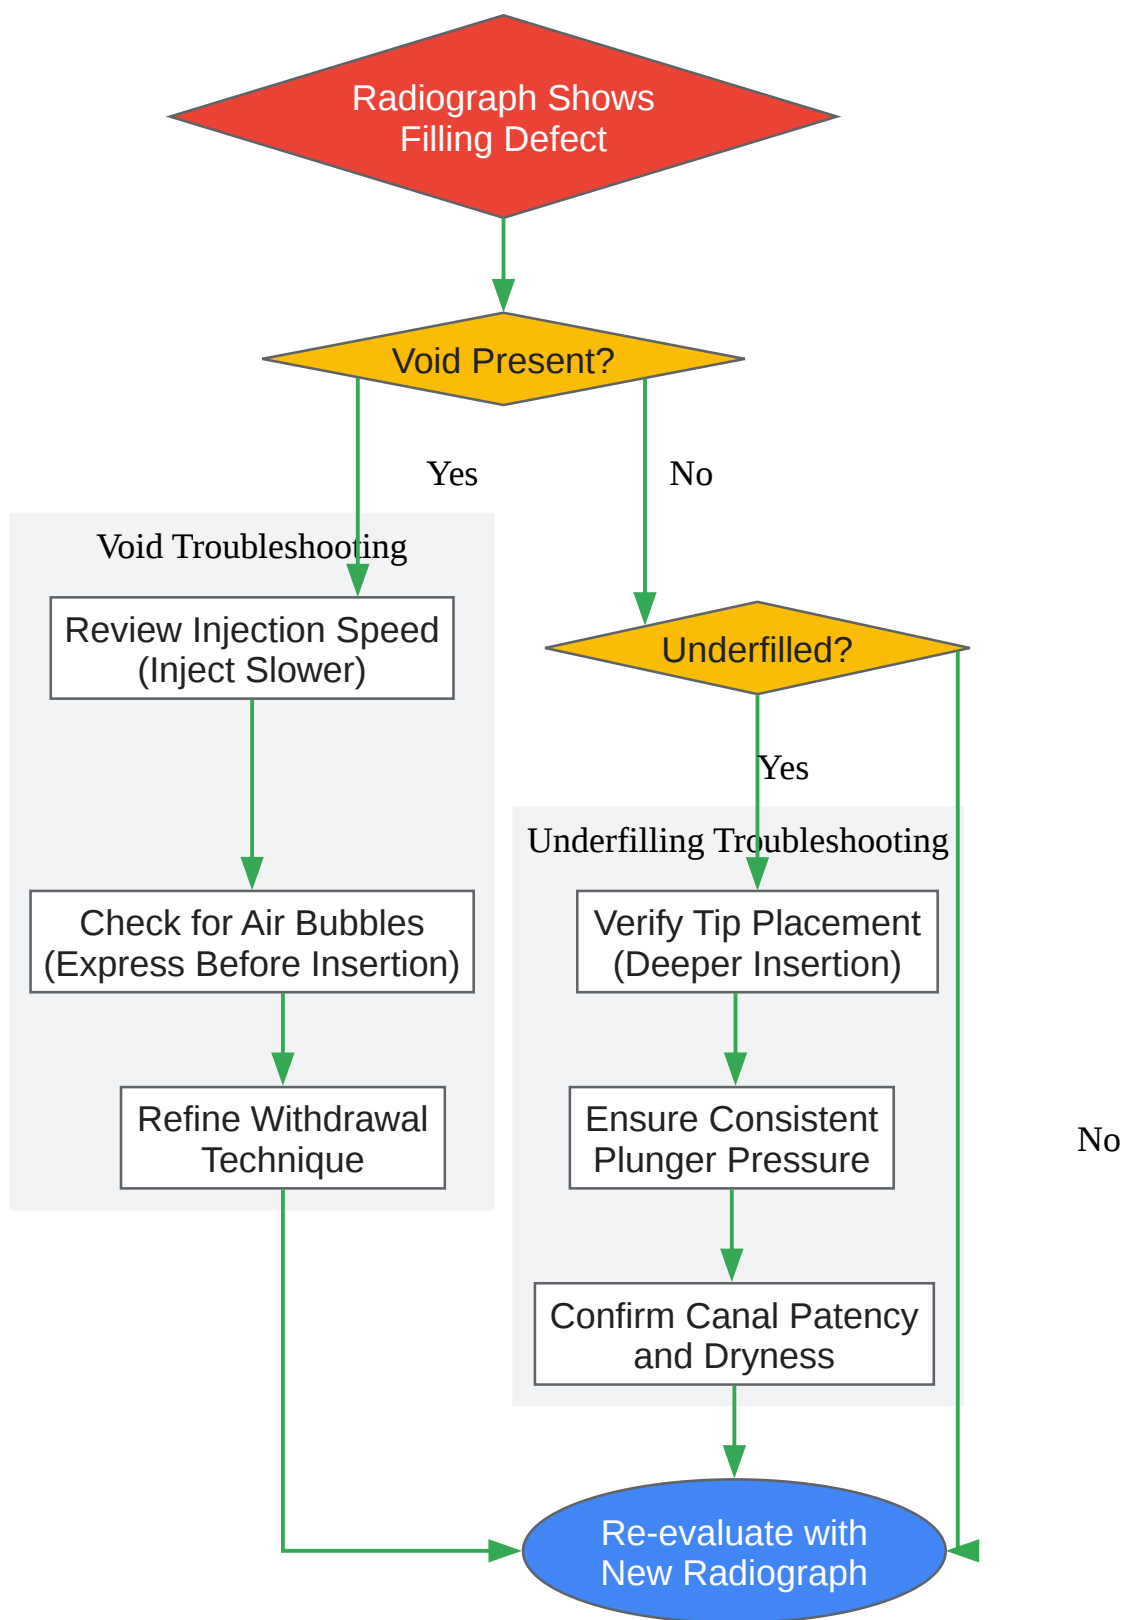 Radiograph Shows
Filling Defect
Void Present?
Yes
No
Void Troubleshooting
Review Injection Speed
(Inject Slower)
Check for Air Bubbles
(Express Before Insertion)
Refine Withdrawal
Technique
Underfilled?
Yes
Underfilling Troubleshooting
Verify Tip Placement
(Deeper Insertion)
Ensure Consistent
Plunger Pressure
Confirm Canal Patency
and Dryness
No
Re-evaluate with
New Radiograph